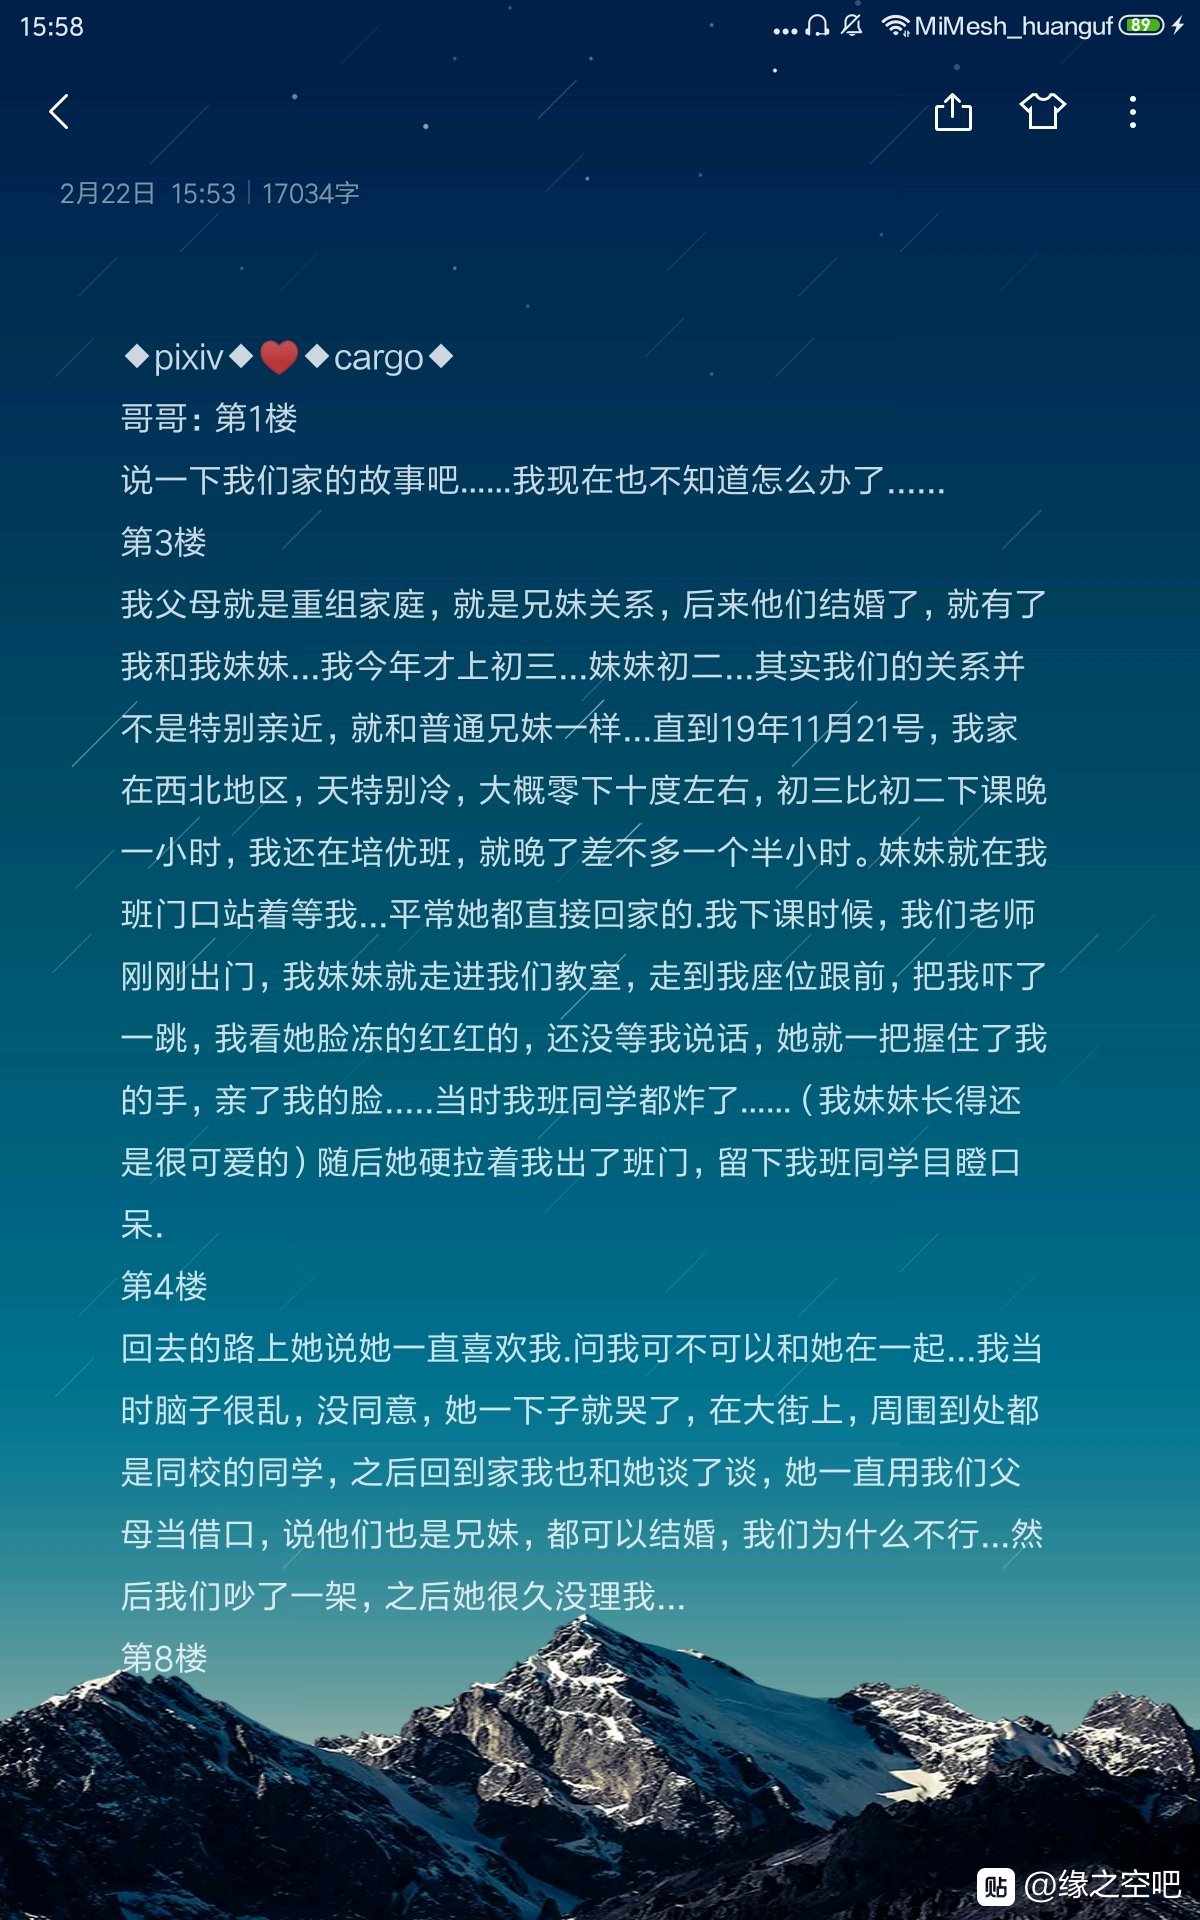 15:58
MiMesh_huanguf 89
2月22日 15:53 | 17034字
◆pixiv◆❤️◆cargo◆
哥哥：第1楼
说一下我们家的故事吧......我现在也不知道怎么办了......
第3楼
我父母就是重组家庭，就是兄妹关系，后来他们结婚了，就有了
我和我妹妹...我今年才上初三...妹妹初二...其实我们的关系并
不是特别亲近，就和普通兄妹一样...直到19年11月21号，我家
在西北地区，天特别冷，大概零下十度左右，初三比初二下课晚
一小时，我还在培优班，就晚了差不多一个半小时。妹妹就在我
班门口站着等我...平常她都直接回家的.我下课时候，我们老师
刚刚出门，我妹妹就走进我们教室，走到我座位跟前，把我吓了
一跳，我看她脸冻的红红的，还没等我说话，她就一把握住了我
的手，亲了我的脸.....当时我班同学都炸了......（我妹妹长得还
是很可爱的）随后她硬拉着我出了班门，留下我班同学目瞪口
呆.
第4楼
回去的路上她说她一直喜欢我.问我可不可以和她在一起...我当
时脑子很乱，没同意，她一下子就哭了，在大街上，周围到处都
是同校的同学，之后回到家我也和她谈了谈，她一直用我们父
母当借口，说他们也是兄妹，都可以结婚，我们为什么不行...然
后我们吵了一架，之后她很久没理我...
第8楼
贴 @缘之空吧